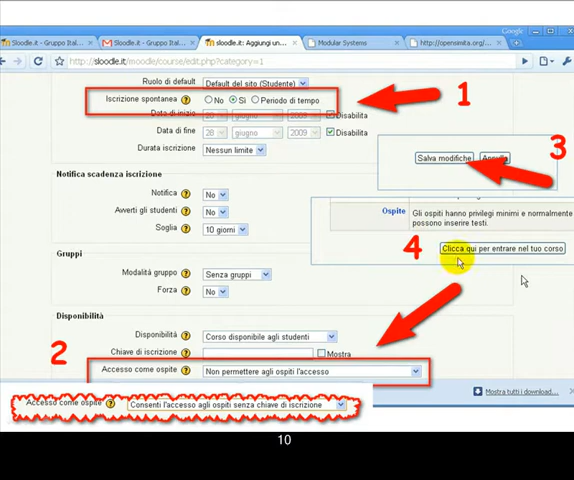 Google
Sloodle.it - Gruppo Ital...
Sloodle.it - Gruppo Ital...
sloodle.it: Aggiungi un...
Modular Systems
http://opensimita.org/...
http://sloodle.it/moodle/course/edit.php?category=1
Ruolo di default
Default del sito (Studente)
Iscrizione spontanea
No
Sì
Periodo di tempo
1
Data di inizio
28
giugno
2009
Disabilita
Data di fine
28
giugno
2009
Disabilita
Durata iscrizione
Nessun limite
3
Salva modifiche
Annulla
Notifica scadenza iscrizione
Notifica
No
Avverti gli studenti
No
Soglia
10 giorni
Ospite
Gli ospiti hanno privilegi minimi e normalmente
possono inserire testi.
4
Clicca qui per entrare nel tuo corso
Gruppi
Modalità gruppo
Senza gruppi
Forza
No
Disponibilità
Disponibilità
Corso disponibile agli studenti
2
Chiave di iscrizione
Mostra
Accesso come ospite
Non permettere agli ospiti l'accesso
Mostra tutti i download...
Accesso come ospite
Consenti l'accesso agli ospiti senza chiave di iscrizione
10